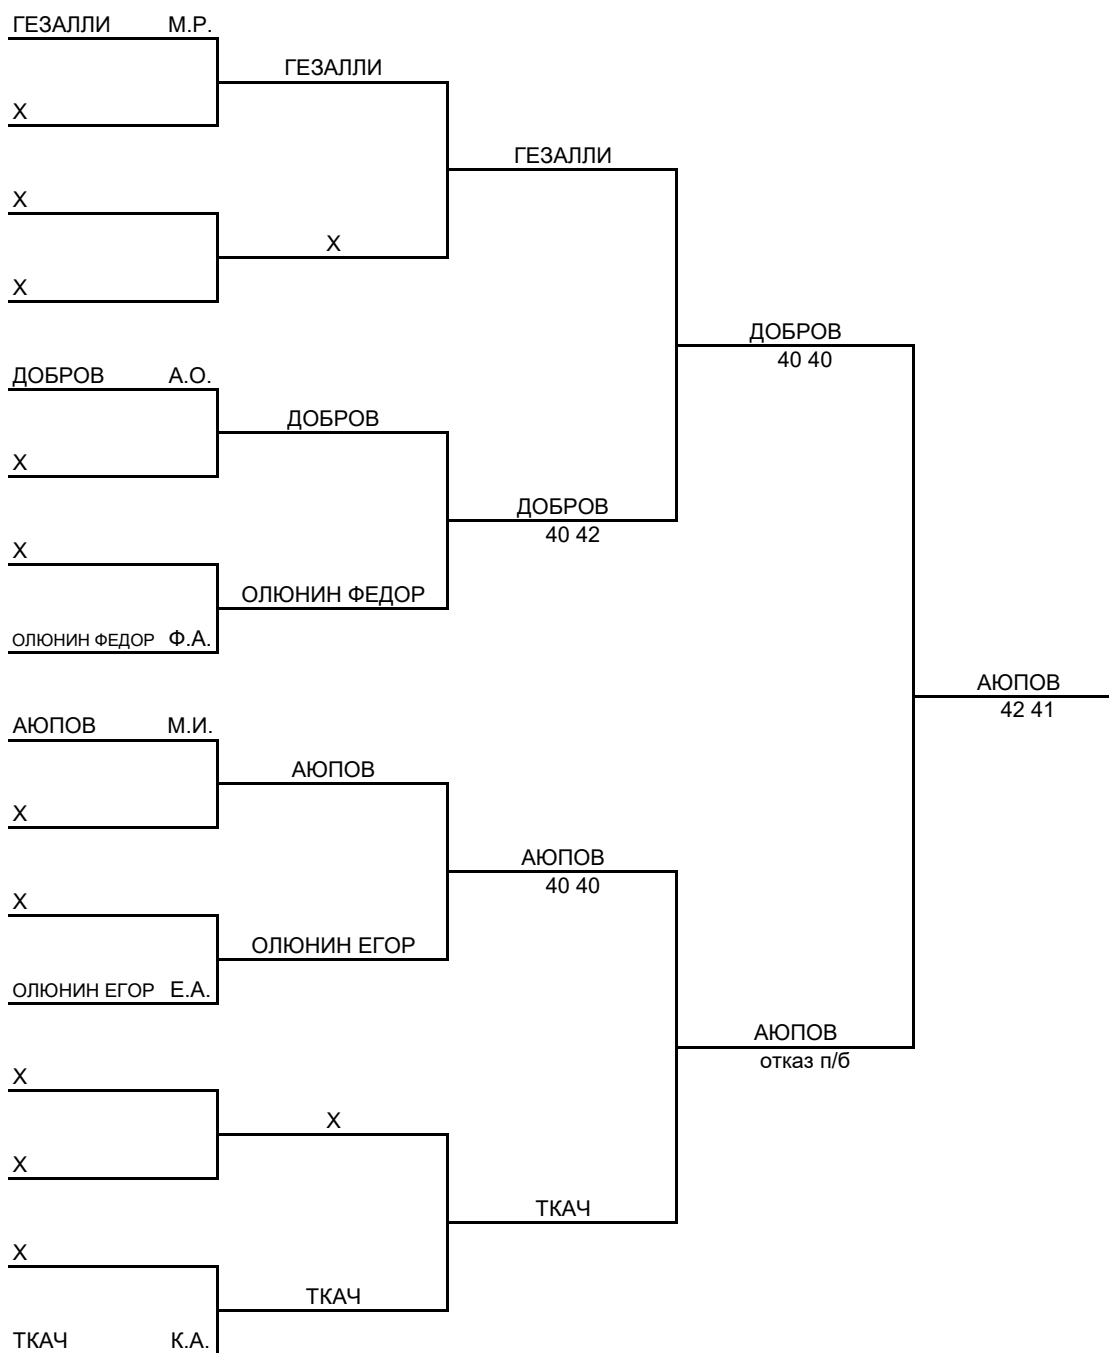 ГЕЗАЛЛИ М.Р.
ГЕЗАЛЛИ
X
ГЕЗАЛЛИ
X
X
X
ДОБРОВ
40 40
ДОБРОВ А.О.
ДОБРОВ
X
ДОБРОВ
40 42
X
ОЛЮНИН ФЕДОР
ОЛЮНИН ФЕДОР Ф.А.
АЮПОВ
42 41
АЮПОВ М.И.
АЮПОВ
X
АЮПОВ
40 40
X
ОЛЮНИН ЕГОР
ОЛЮНИН ЕГОР Е.А.
АЮПОВ
отказ п/б
X
X
X
ТКАЧ
X
ТКАЧ
ТКАЧ К.А.